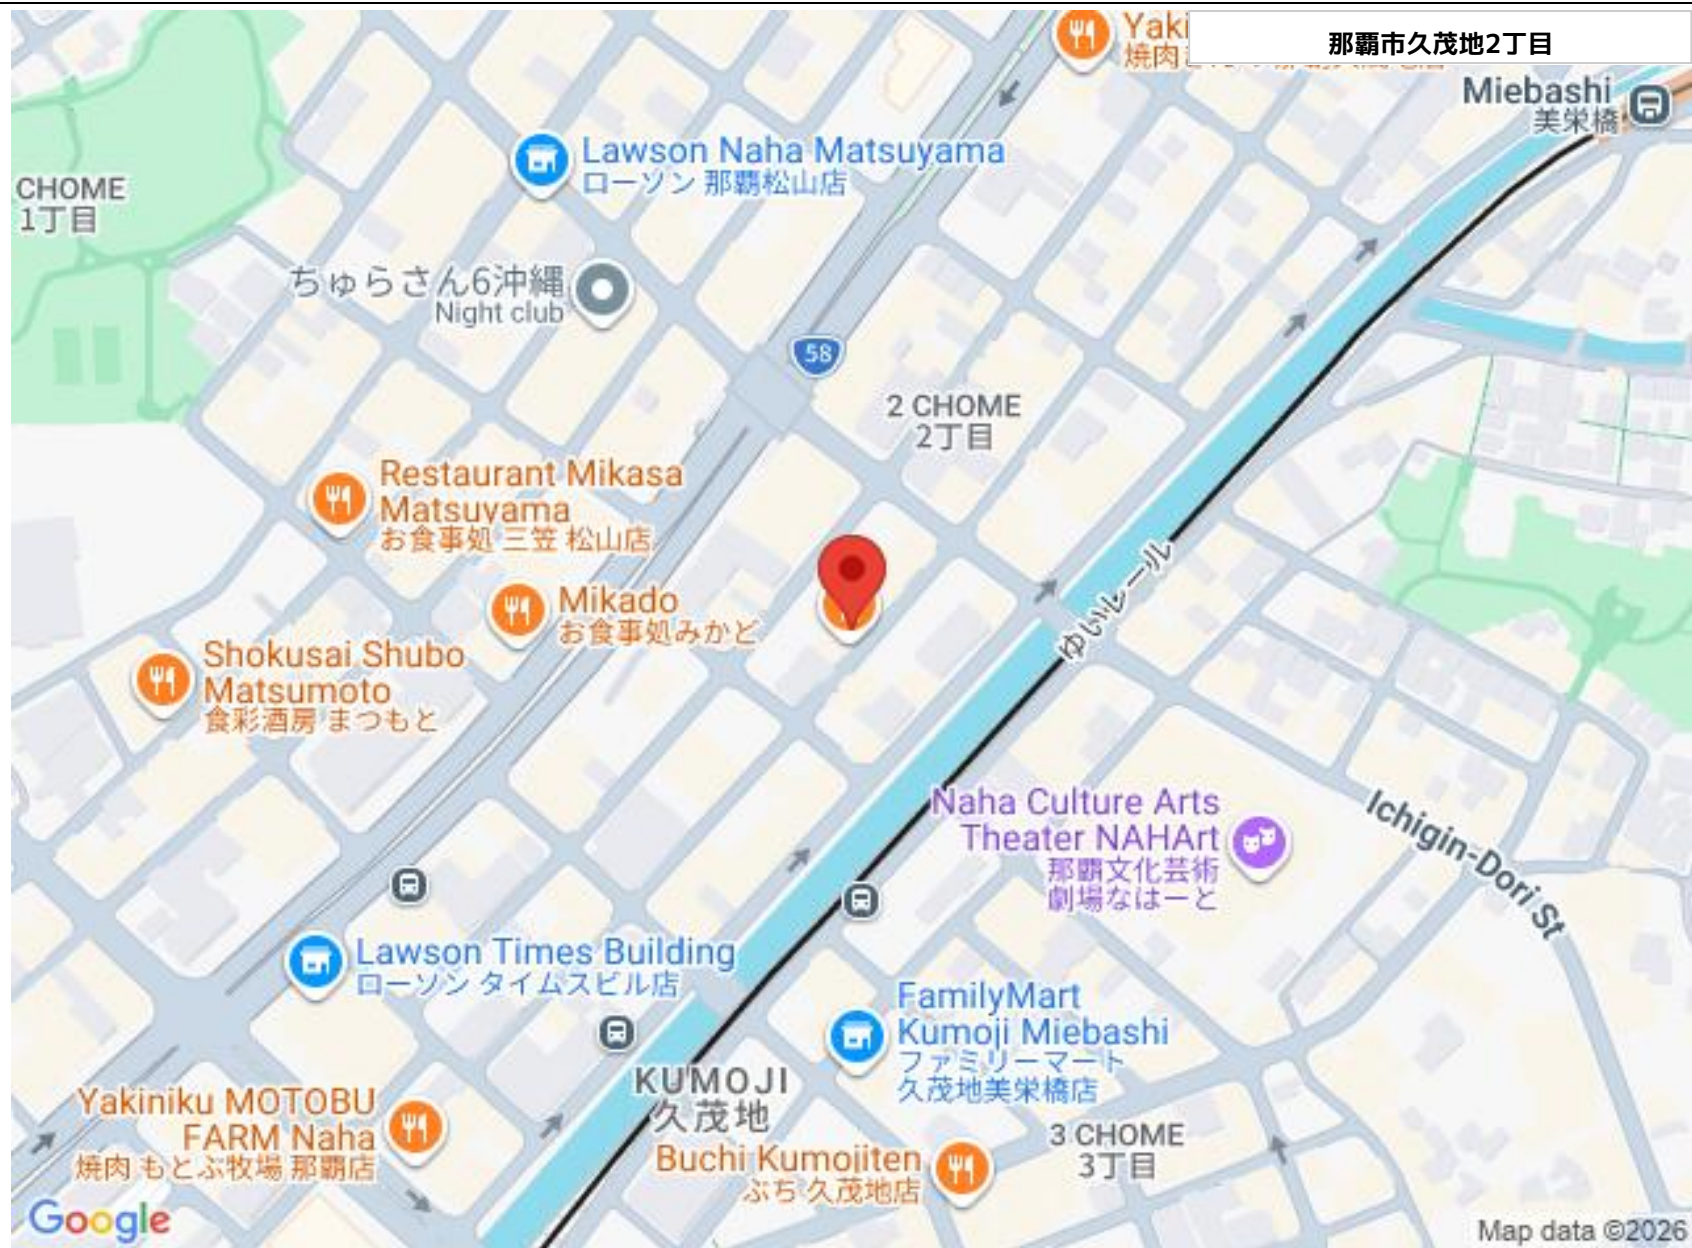 那覇市久茂地2丁目
Yaki
焼肉
Miebashi
美栄橋
Lawson Naha Matsuyama
ローソン 那覇松山店
CHOME
1丁目
ちゅらさん6沖縄
Night club
58
2 CHOME
2丁目
Restaurant Mikasa
Matsuyama
お食事処 三笠 松山店
Mikado
お食事処みかど
ゆいレール
Shokusai Shubo
Matsumoto
食彩酒房 まつもと
Naha Culture Arts
Theater NAHArt
那覇文化芸術
劇場なはーと
Ichigin-Dori St
Lawson Times Building
ローソン タイムスビル店
FamilyMart
Kumoji Miebashi
ファミリーマート
久茂地美栄橋店
KUMOJI
久茂地
Yakiniku MOTOBU
FARM Naha
焼肉 もとぶ牧場 那覇店
3 CHOME
3丁目
Buchi Kumojiten
ぶち 久茂地店
Google
Map data ©2026